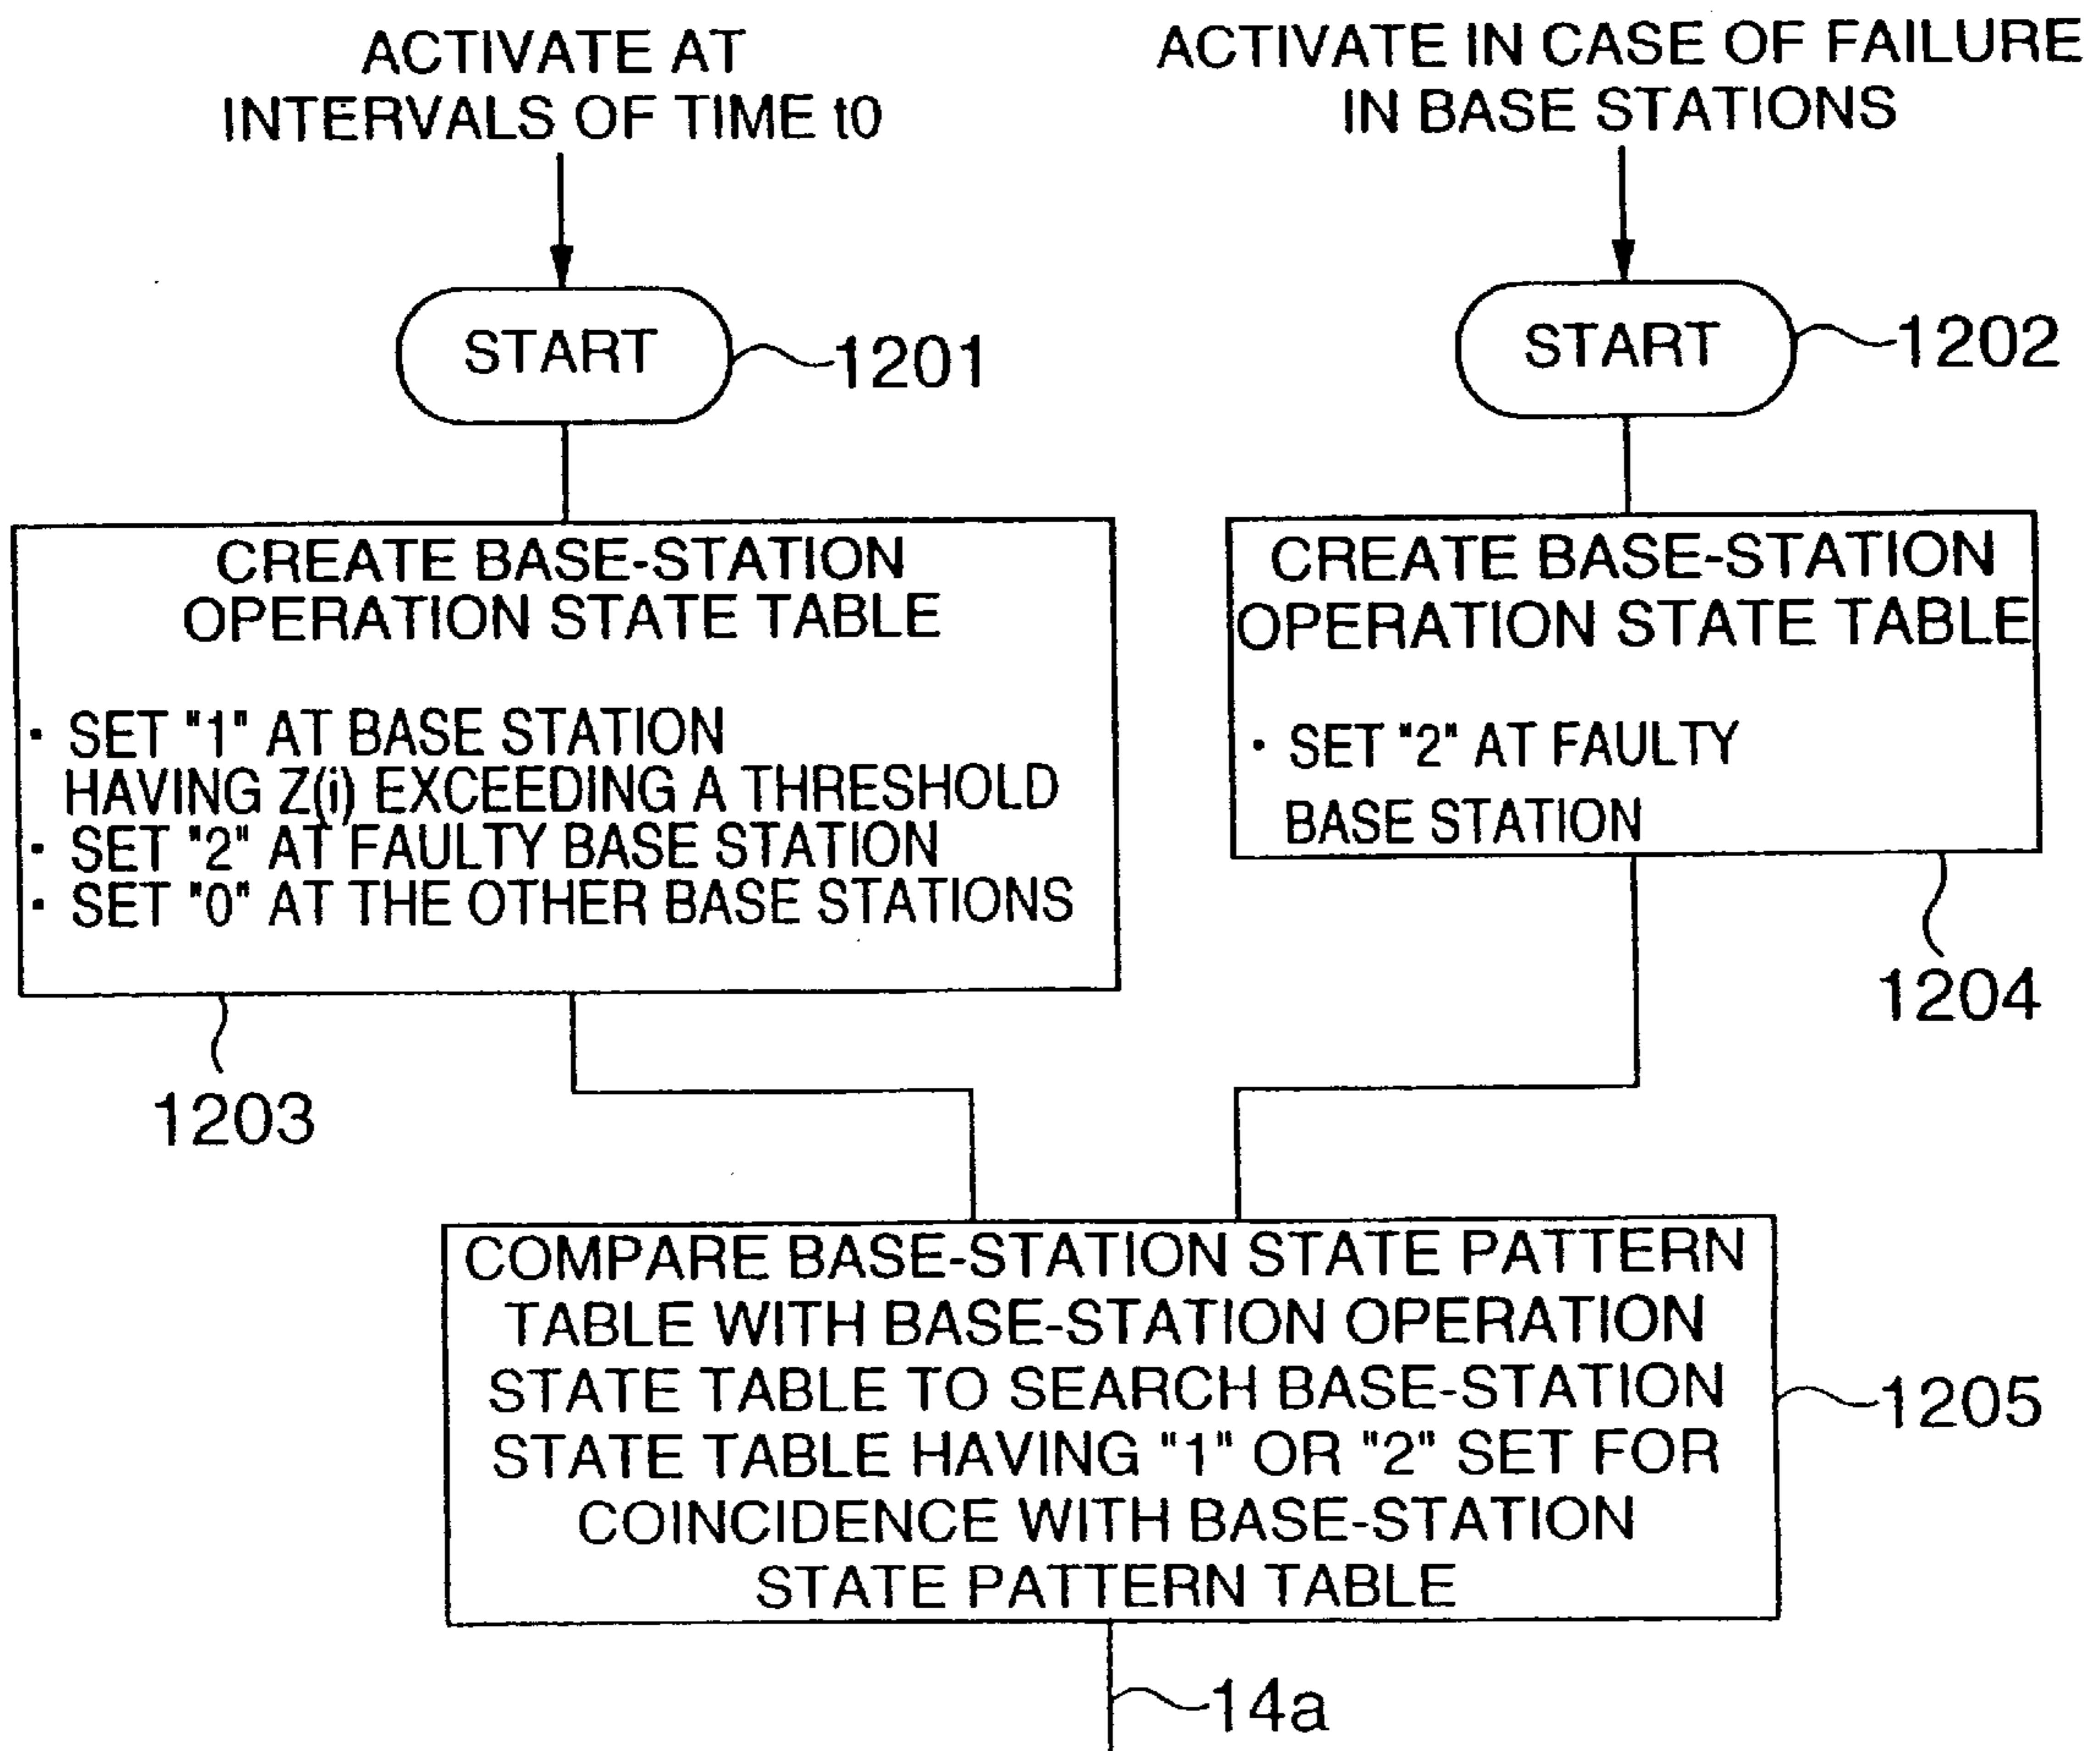 ACTIVATE AT
INTERVALS OF TIME t0
START
1201
CREATE BASE-STATION
OPERATION STATE TABLE
· SET "1" AT BASE STATION
HAVING Z(i) EXCEEDING A THRESHOLD
· SET "2" AT FAULTY BASE STATION
· SET "0" AT THE OTHER BASE STATIONS
1203
ACTIVATE IN CASE OF FAILURE
IN BASE STATIONS
START
1202
CREATE BASE-STATION
OPERATION STATE TABLE
· SET "2" AT FAULTY
BASE STATION
1204
COMPARE BASE-STATION STATE PATTERN
TABLE WITH BASE-STATION OPERATION
STATE TABLE TO SEARCH BASE-STATION
STATE TABLE HAVING "1" OR "2" SET FOR
COINCIDENCE WITH BASE-STATION
STATE PATTERN TABLE
1205
14a